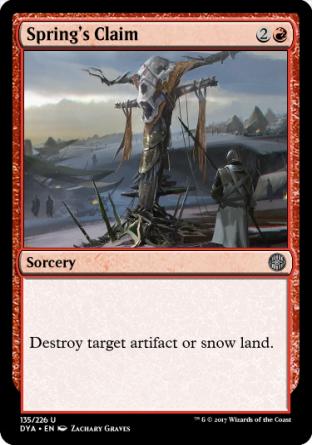 Spring's Claim 2
Sorcery
Destroy target artifact or snow land.
135/226 U
DYA • EN Zachary Graves
™ & © 2017 Wizards of the Coast